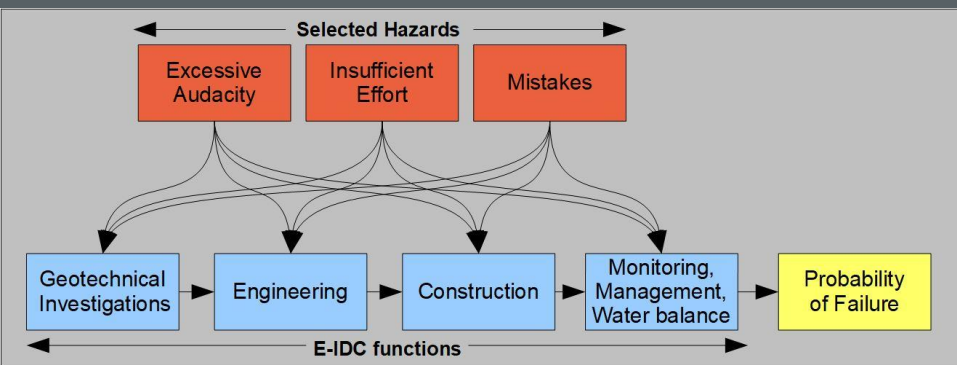 Selected Hazards
Excessive
Audacity
Insufficient
Effort
Mistakes
Geotechnical
Investigations
Engineering
Construction
Monitoring,
Management,
Water balance
Probability
of Failure
E-IDC functions